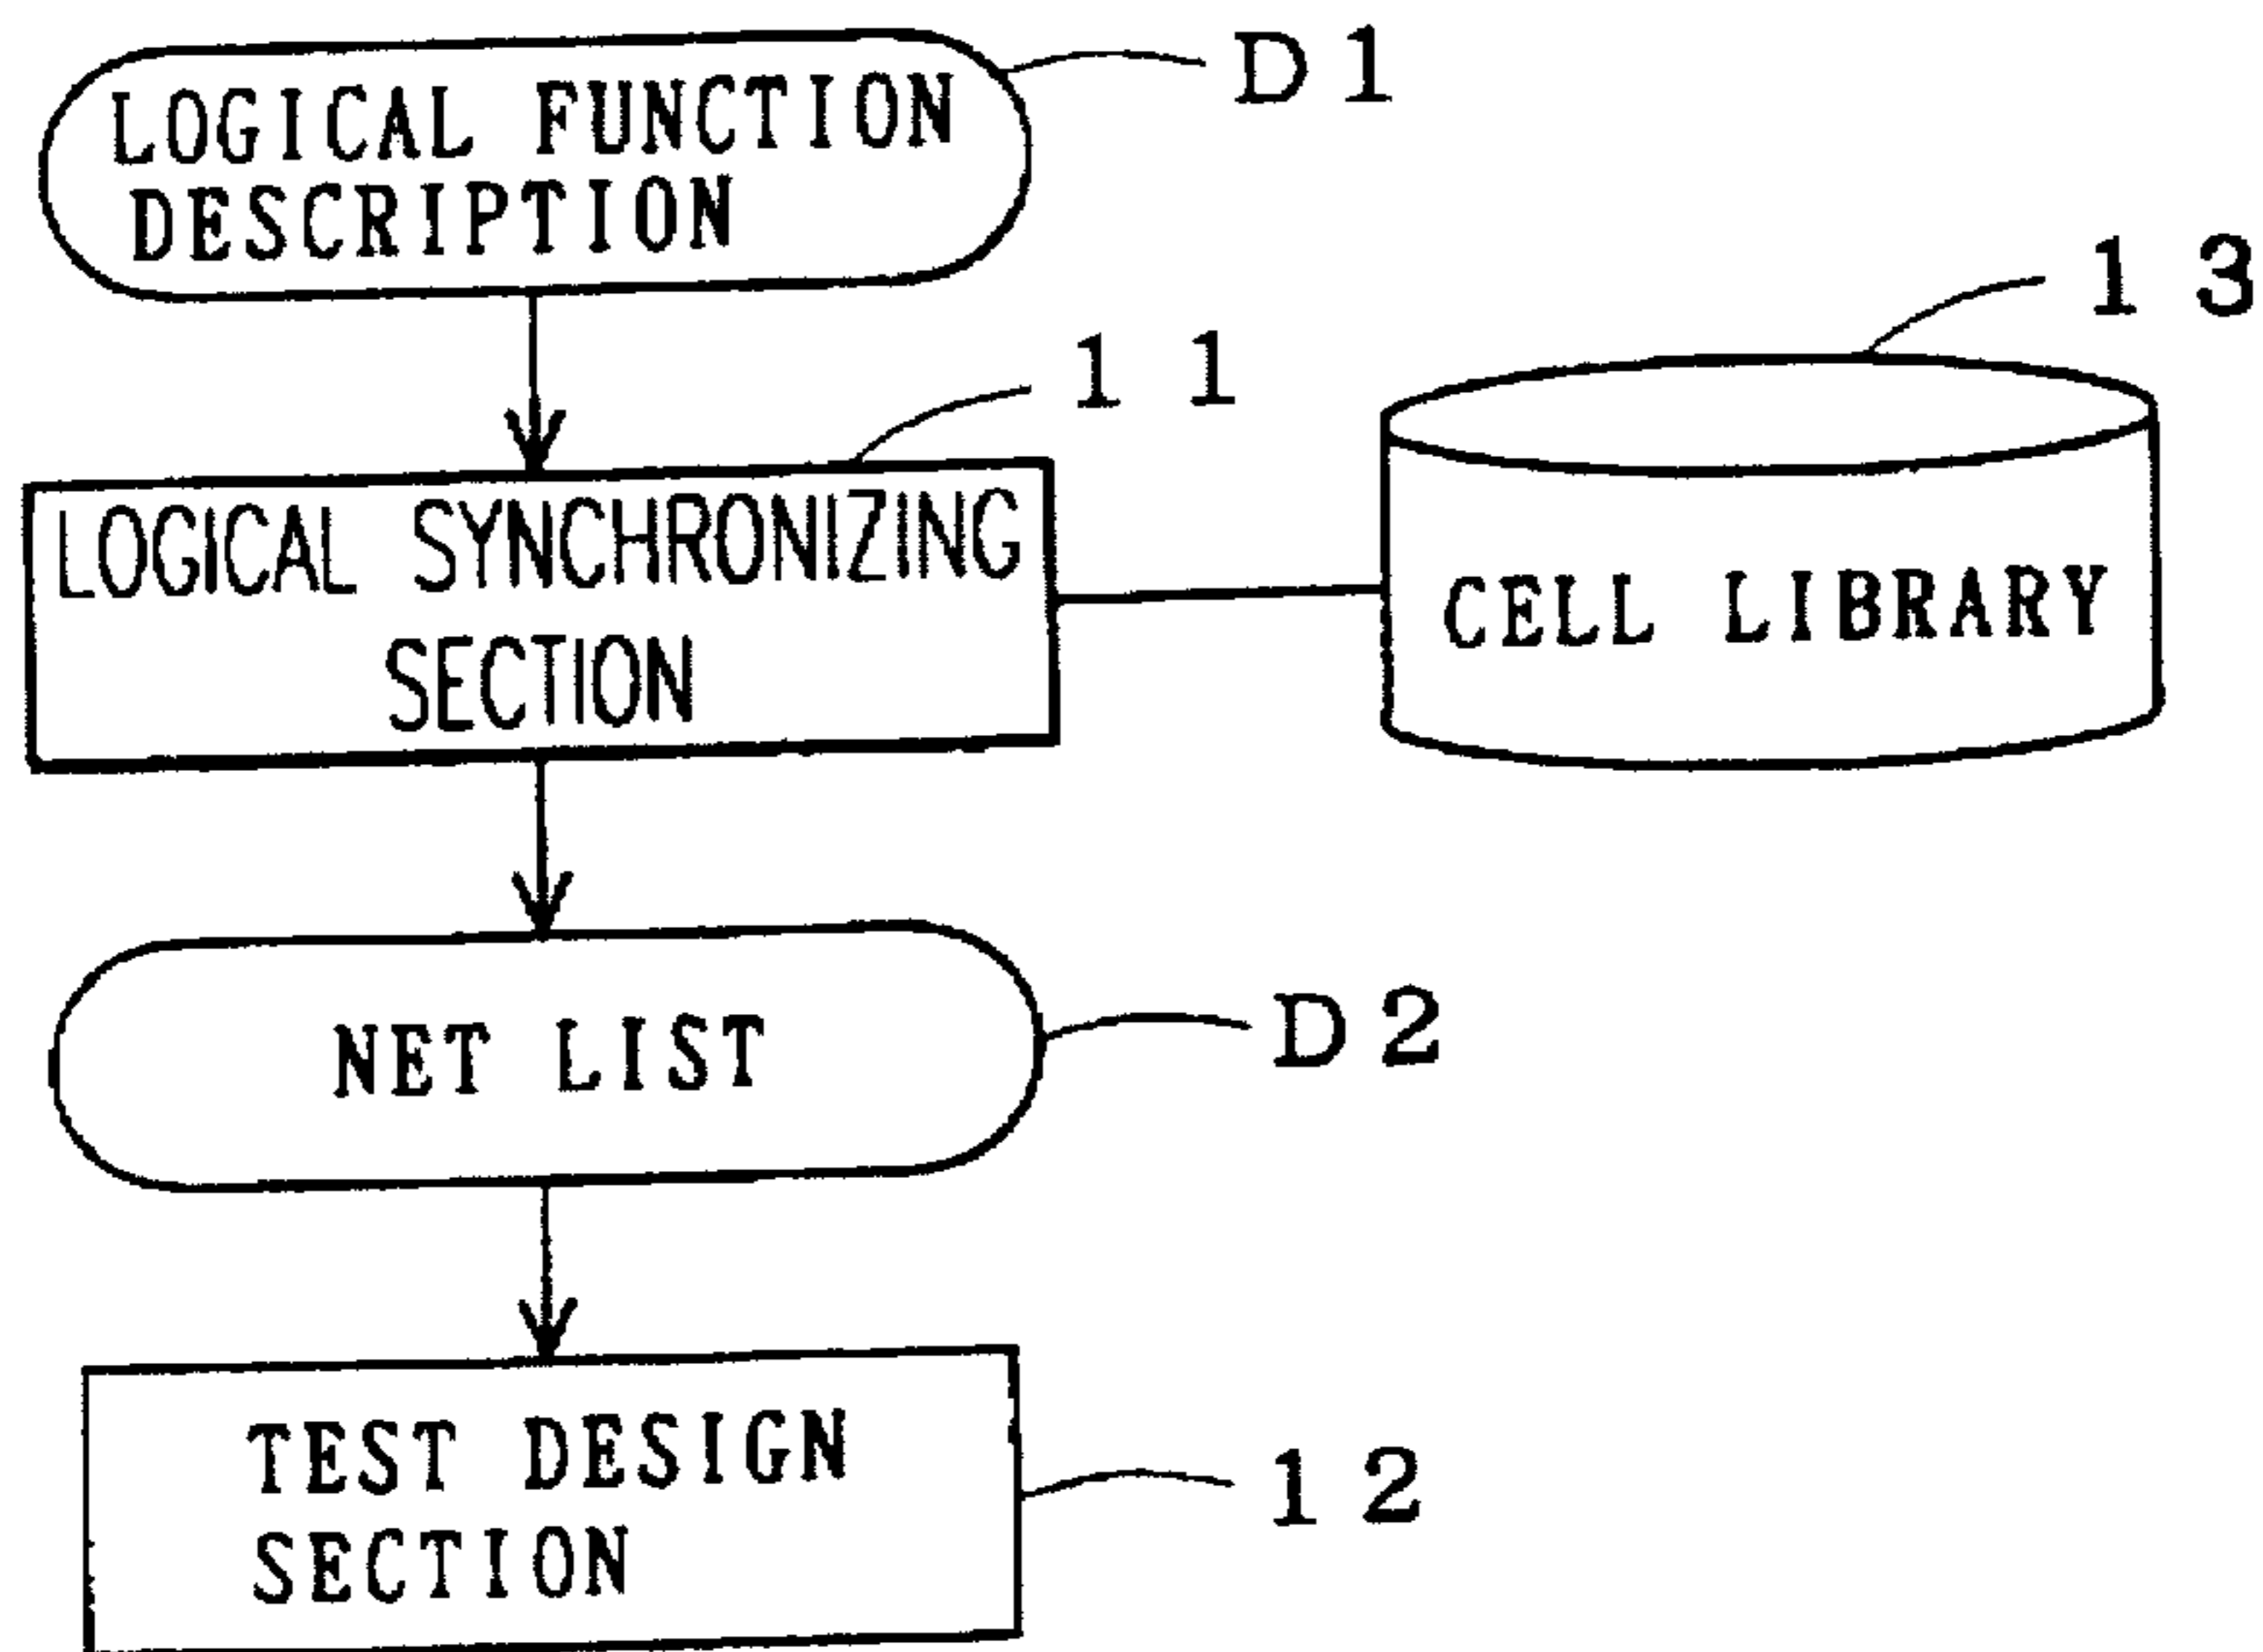 LOGICAL FUNCTION
DESCRIPTION
D1
13
11
LOGICAL SYNCHRONIZING
SECTION
CELL LIBRARY
NET LIST
D2
TEST DESIGN
SECTION
12